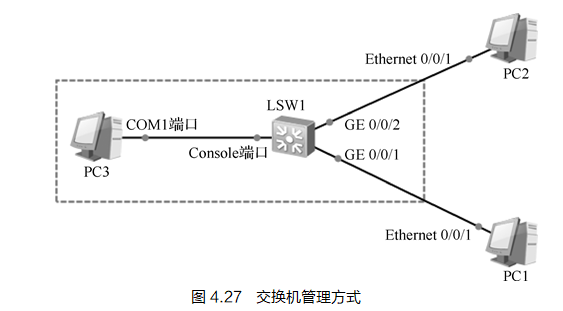 Ethernet 0/0/1
PC2
LSW1
COM1端口
GE 0/0/2
Console端口
GE 0/0/1
PC3
Ethernet 0/0/1
PC1
图 4.27 交换机管理方式